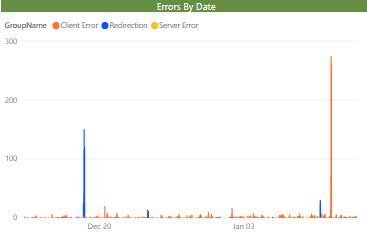 Errors By Date
GroupName Client Error Redirection Server Error
300
200
100
0
Dec 20 Jan 03